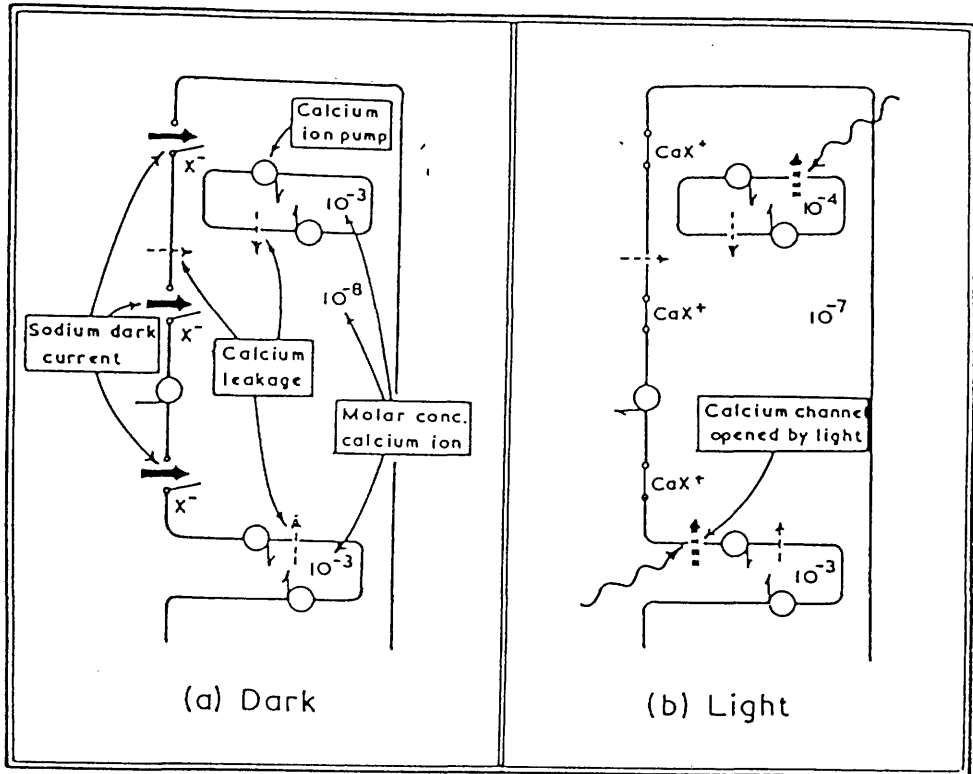 Calcium
ion pump
X⁻
10⁻³
10⁻⁸
X⁻
Sodium dark
current
Calcium
leakage
Molar conc.
calcium ion
X⁻
10⁻³
(a) Dark
CaX⁺
10⁻⁴
CaX⁺
10⁻⁷
Calcium channe
opened by light
CaX⁺
10⁻³
(b) Light